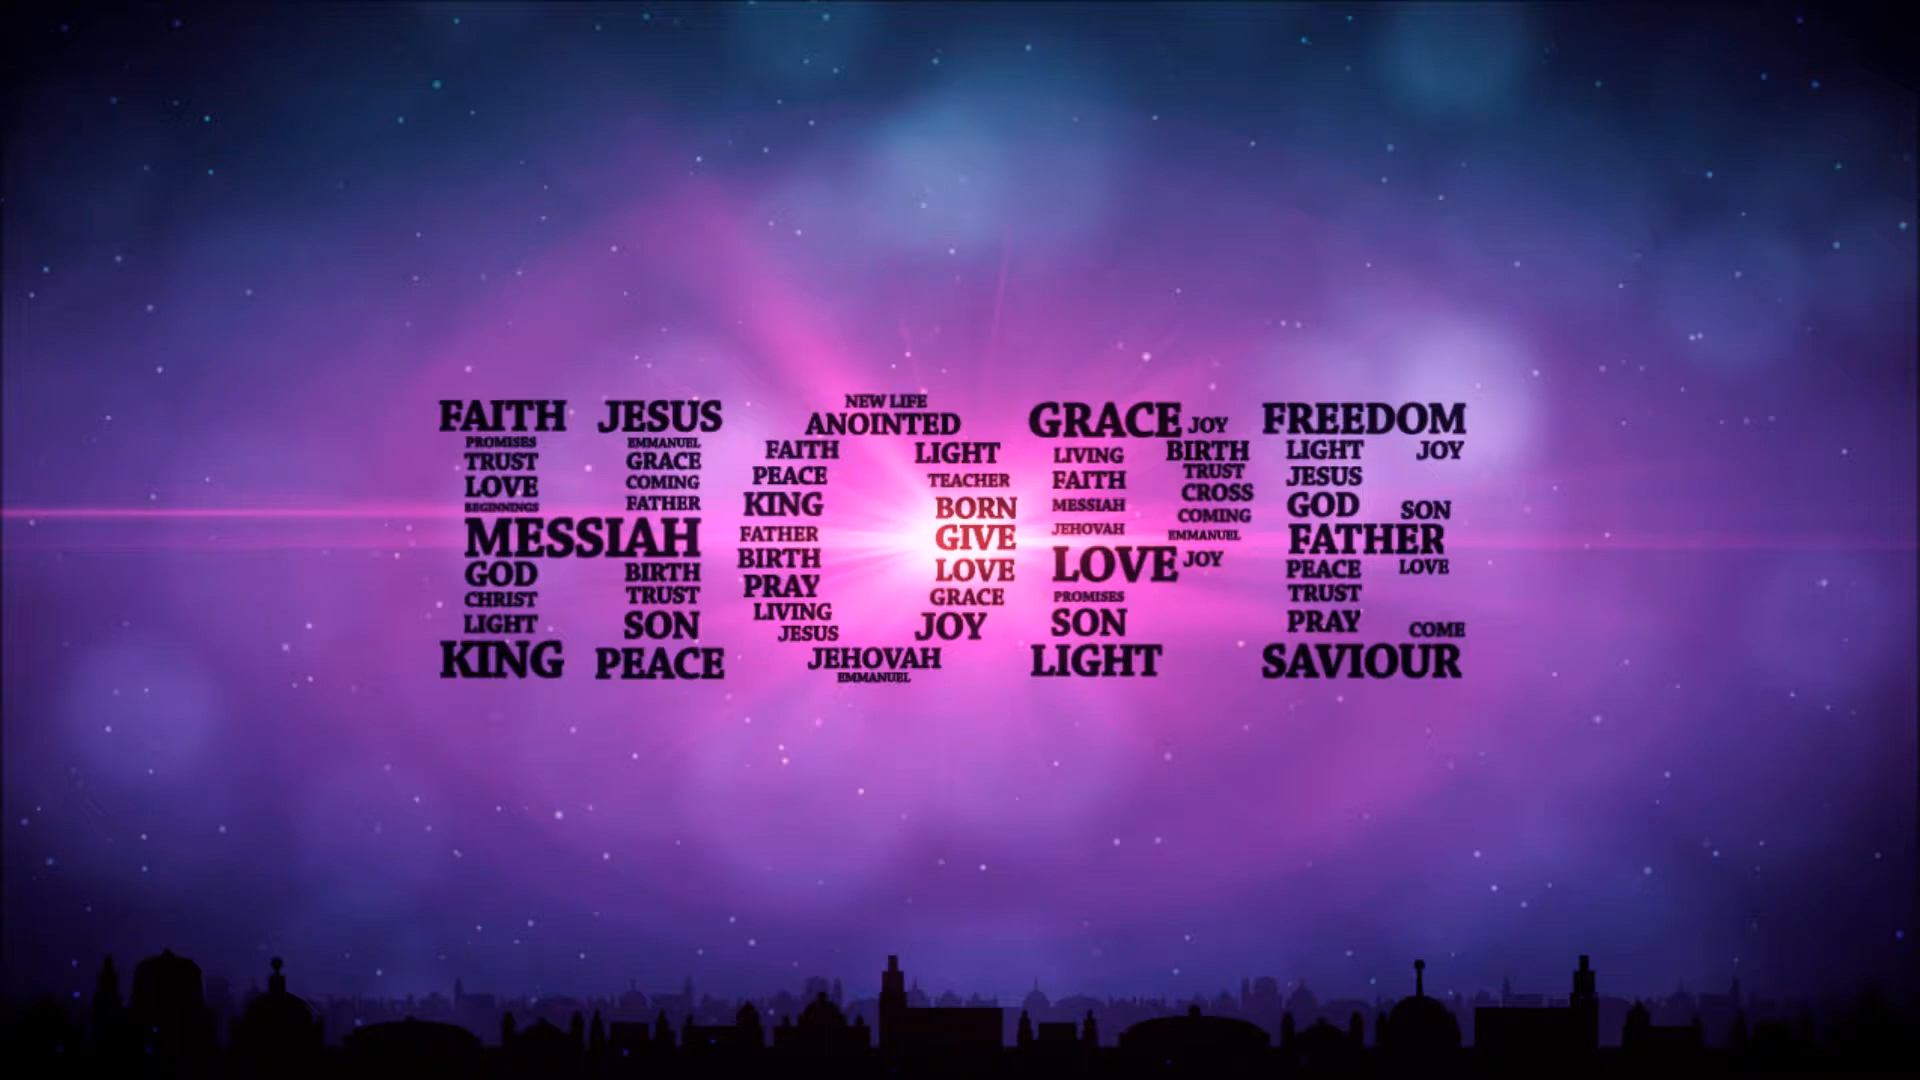 FAITH JESUS
PROMISES EMMANUEL
TRUST GRACE
LOVE COMING
BEGINNINGS FATHER
MESSIAH
GOD BIRTH
CHRIST TRUST
LIGHT SON
KING PEACE
NEW LIFE
ANOINTED
FAITH LIGHT
PEACE TEACHER
KING BORN
FATHER GIVE
BIRTH LOVE
PRAY GRACE
LIVING JOY
JESUS
JEHOVAH
EMMANUEL
GRACE JOY
LIVING BIRTH
FAITH TRUST
CROSS
MESSIAH COMING
JEHOVAH EMMANUEL
LOVE JOY
PROMISES
SON
LIGHT
FREEDOM
LIGHT JOY
JESUS
GOD SON
FATHER
PEACE LOVE
TRUST
PRAY COME
SAVIOUR